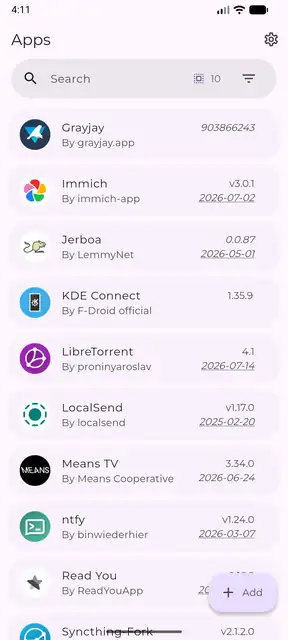 4:11
Apps
Search 10
Grayjay 903866243
By grayjay.app
Immich v3.0.1
By immich-app 2026-07-02
Jerboa 0.0.87
By LemmyNet 2026-05-01
KDE Connect 1.35.9
By F-Droid official
LibreTorrent 4.1
By proninyaroslav 2026-07-14
LocalSend v1.17.0
By localsend 2025-02-20
MEANS
Means TV 3.34.0
By Means Cooperative 2026-06-24
ntfy v1.24.0
By binwiederhier 2026-03-07
Read You
By ReadYouApp
Add
Syncthing-Fork v2.1.2.0